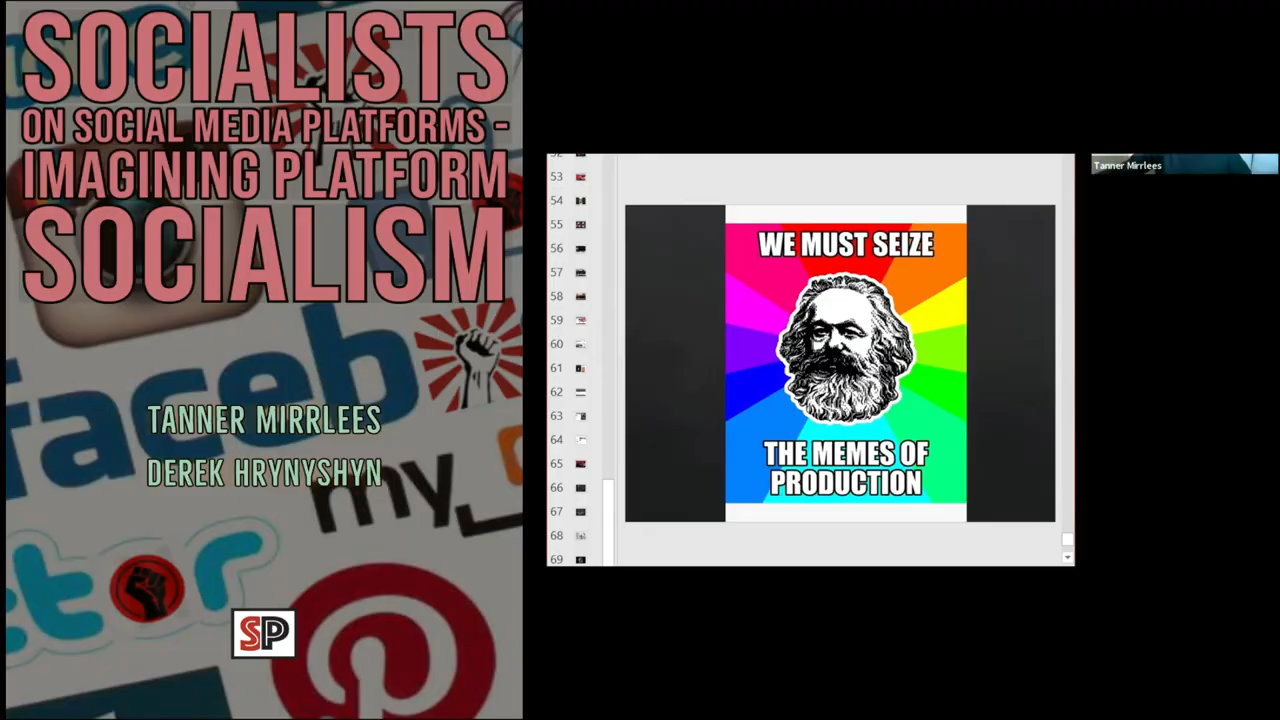 SOCIALISTS
ON SOCIAL MEDIA PLATFORMS -
IMAGINING PLATFORM
SOCIALISM
faceb
my
TANNER MIRRLEES
DEREK HRYNYSHYN
SP
53
54
55
56
57
58
59
60
61
62
63
64
65
66
67
68
69
WE MUST SEIZE
THE MEMES OF
PRODUCTION
Tanner Mirrlees